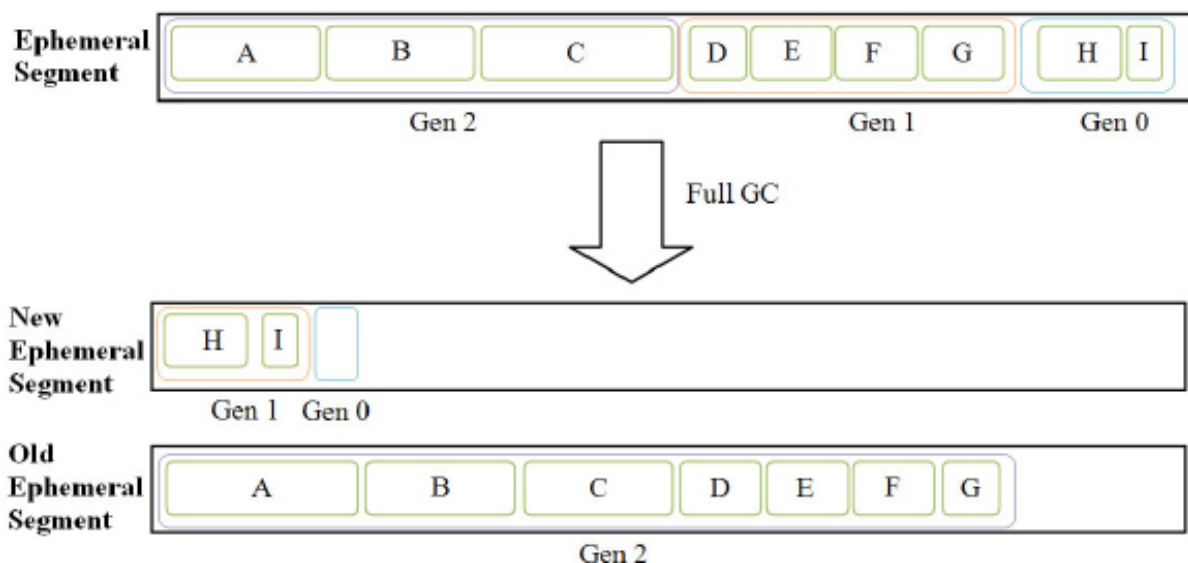 Ephemeral
Segment
A B C D E F G H I
Gen 2 Gen 1 Gen 0
Full GC
New
Ephemeral
Segment
H I
Gen 1 Gen 0
Old
Ephemeral
Segment
A B C D E F G
Gen 2